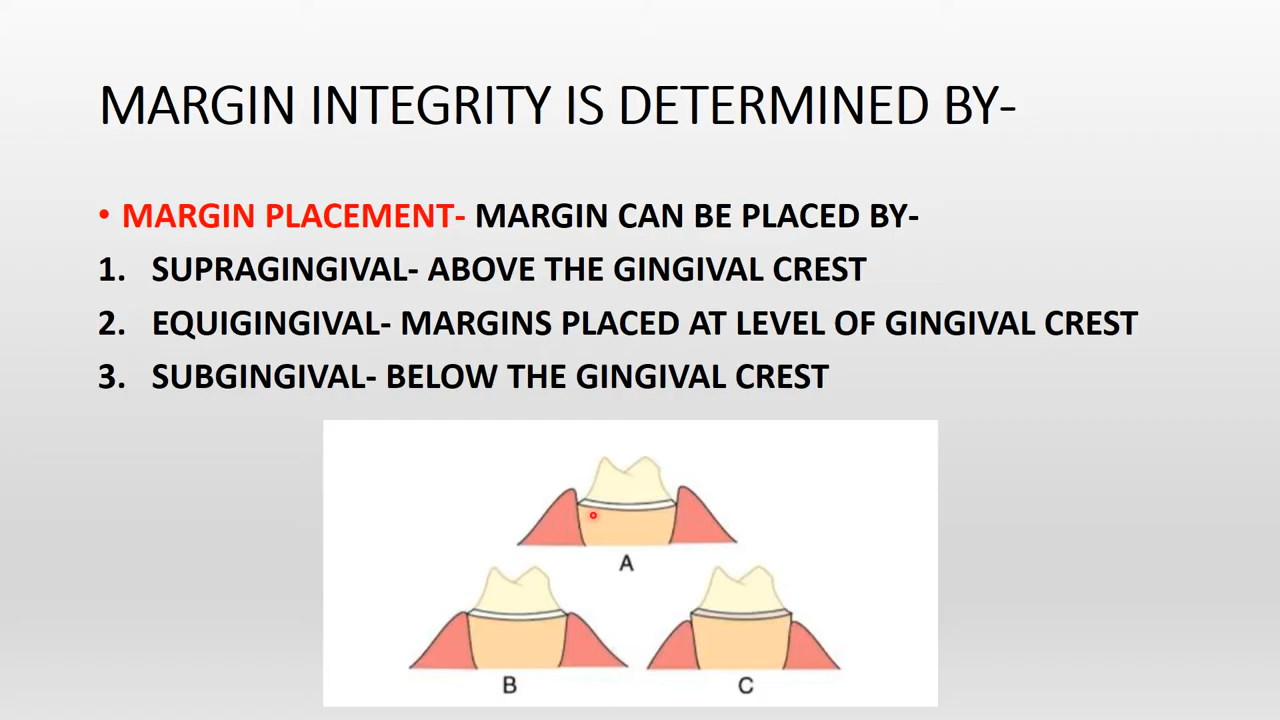 MARGIN INTEGRITY IS DETERMINED BY-
• MARGIN PLACEMENT- MARGIN CAN BE PLACED BY-
1. SUPRAGINGIVAL- ABOVE THE GINGIVAL CREST
2. EQUIGINGIVAL- MARGINS PLACED AT LEVEL OF GINGIVAL CREST
3. SUBGINGIVAL- BELOW THE GINGIVAL CREST
A
B
C